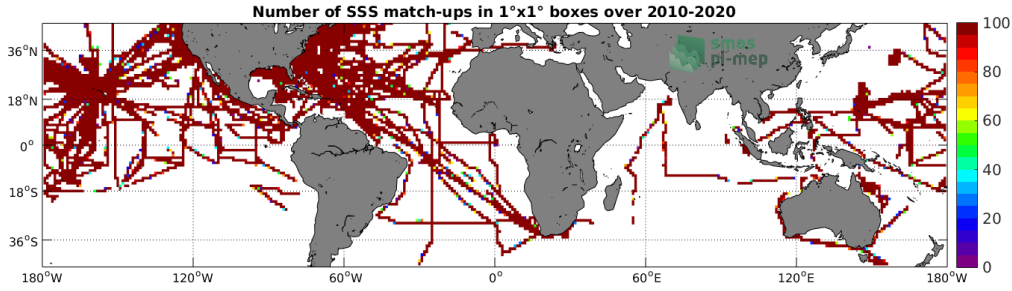 Number of SSS match-ups in 1°x1° boxes over 2010-2020
36°N
18°N
0°
18°S
36°S
180°W 120°W 60°W 0° 60°E 120°E 180°W
smos
pi-mep
100
80
60
40
20
0